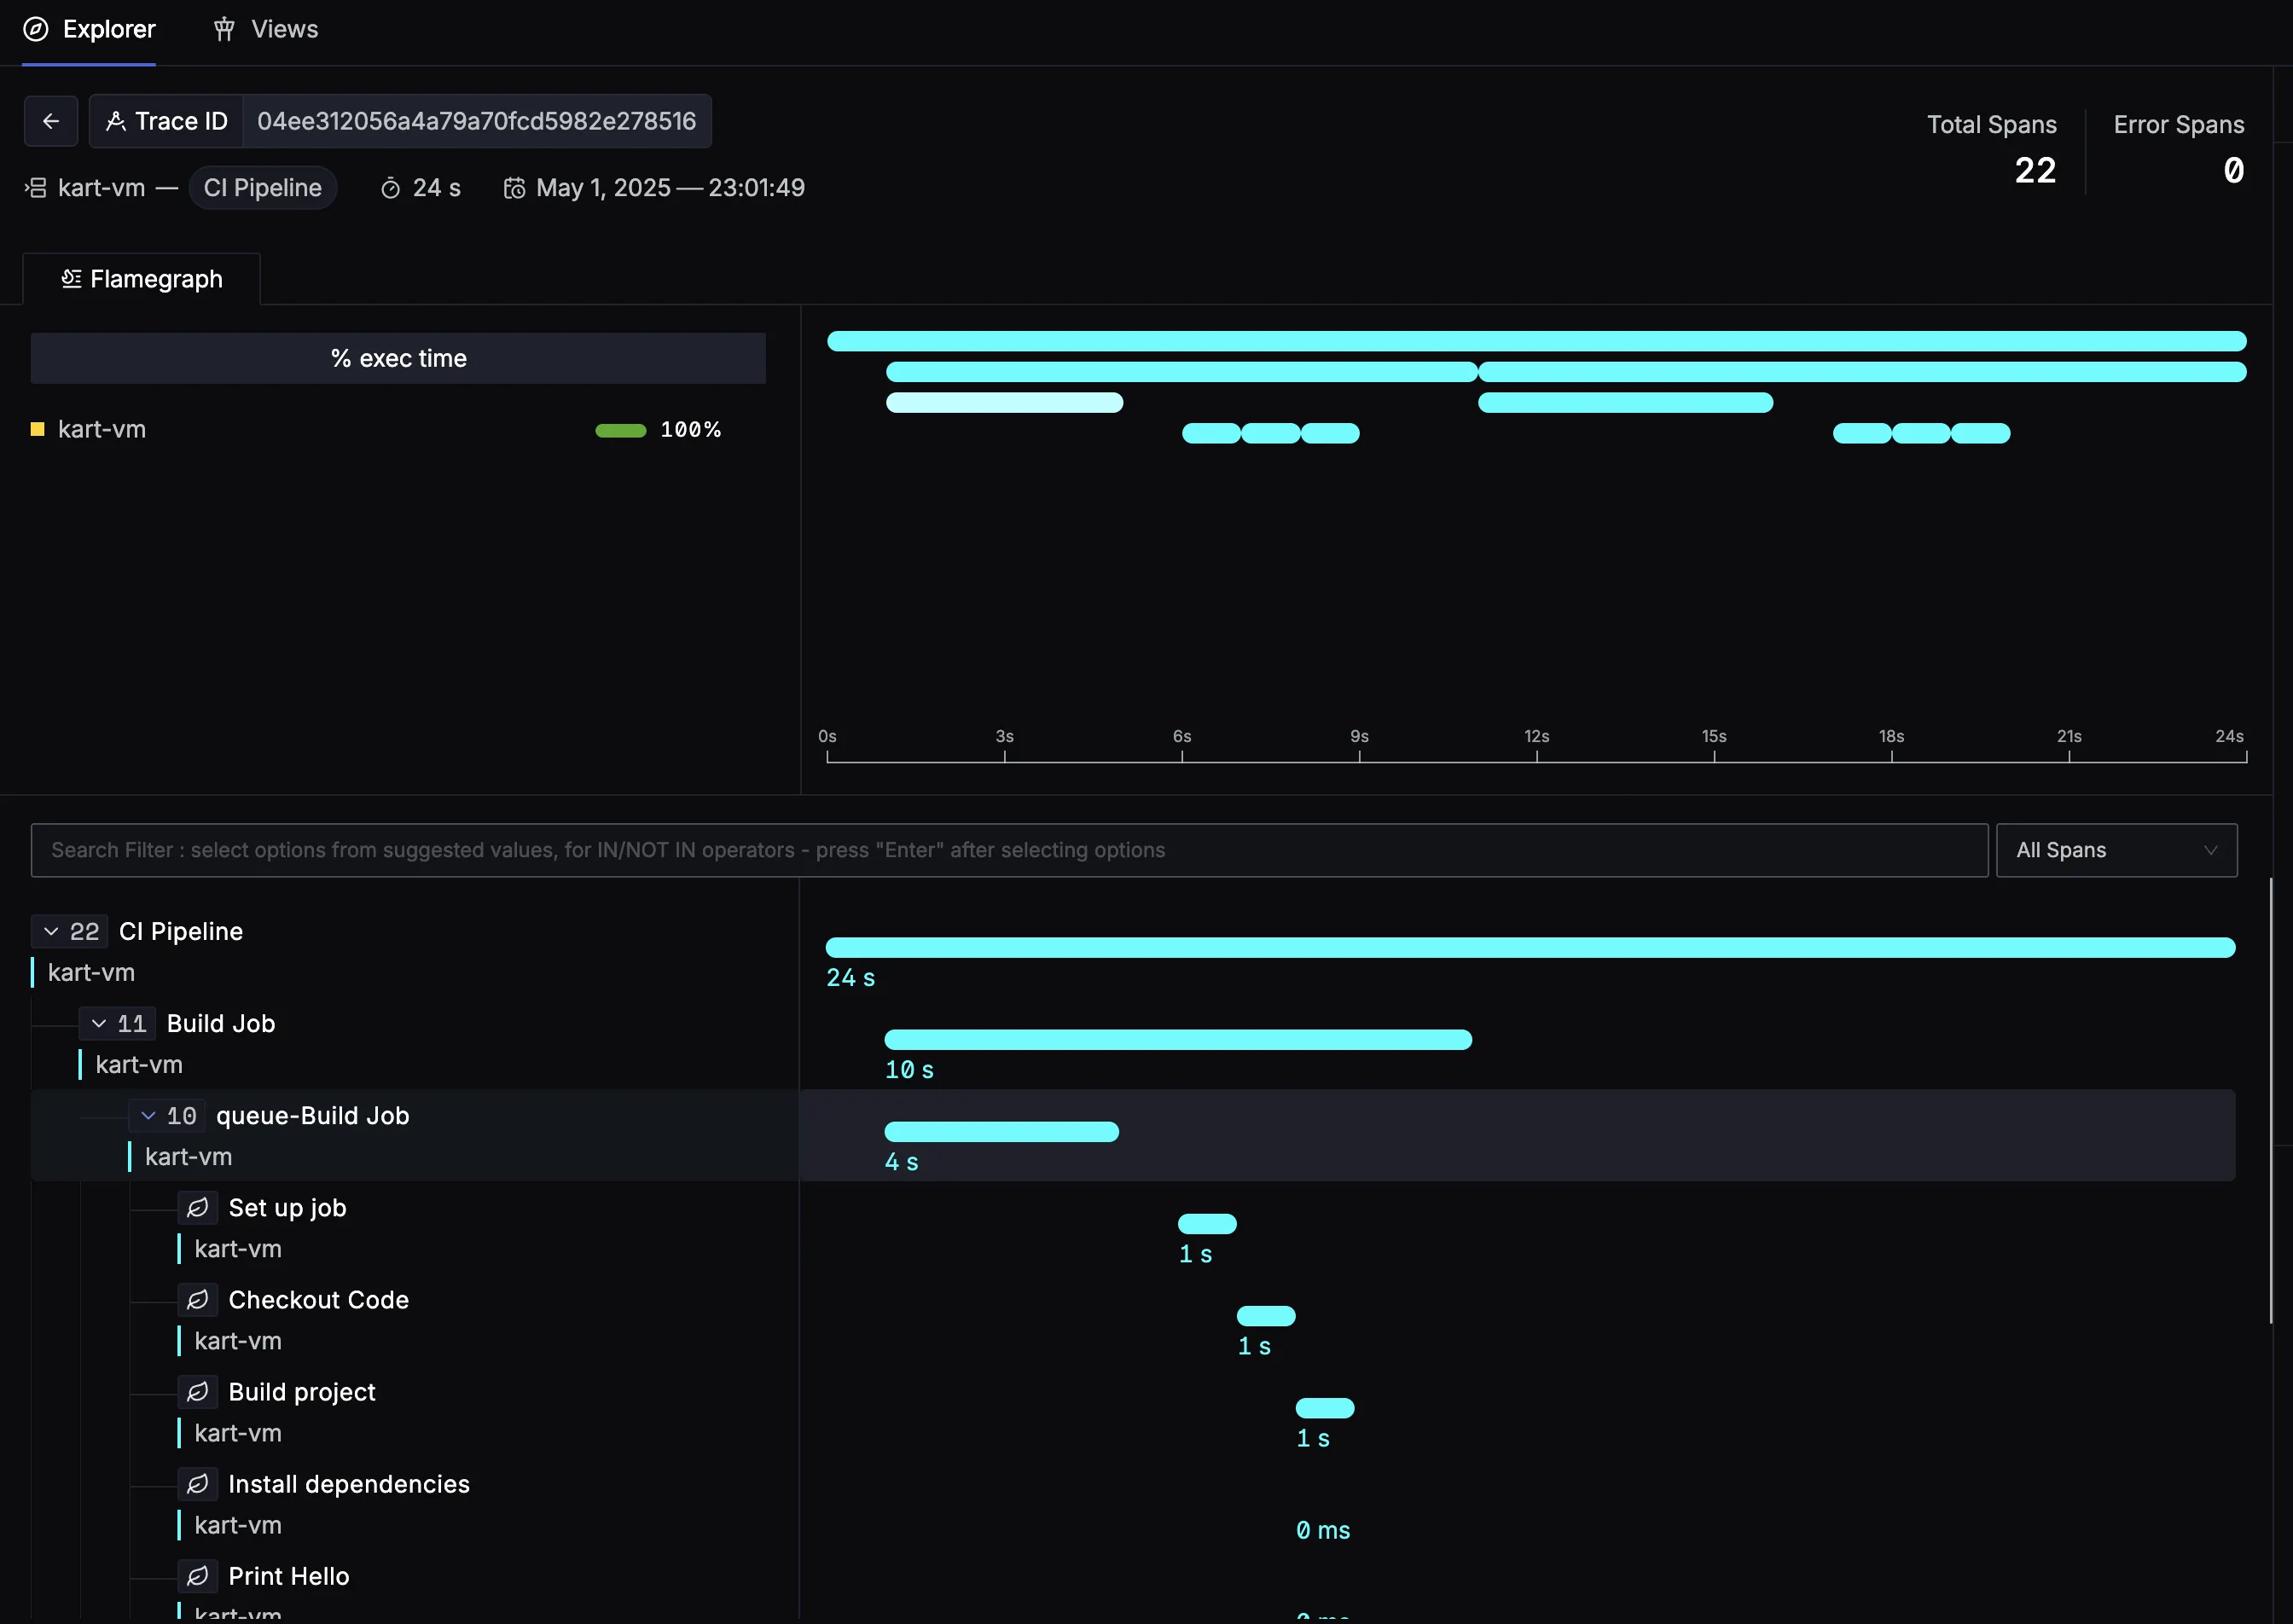 Explorer Views
Trace ID 04ee312056a4a79a70fcd5982e278516
Total Spans Error Spans
22 0
kart-vm — CI Pipeline 24 s May 1, 2025 — 23:01:49
Flamegraph
% exec time
kart-vm 100%
0s 3s 6s 9s 12s 15s 18s 21s 24s
Search Filter : select options from suggested values, for IN/NOT IN operators - press "Enter" after selecting options All Spans
22 CI Pipeline
kart-vm
24 s
11 Build Job
kart-vm
10 s
10 queue-Build Job
kart-vm
4 s
Set up job
kart-vm
1 s
Checkout Code
kart-vm
1 s
Build project
kart-vm
1 s
Install dependencies
kart-vm
0 ms
Print Hello
kart-vm
0 ms